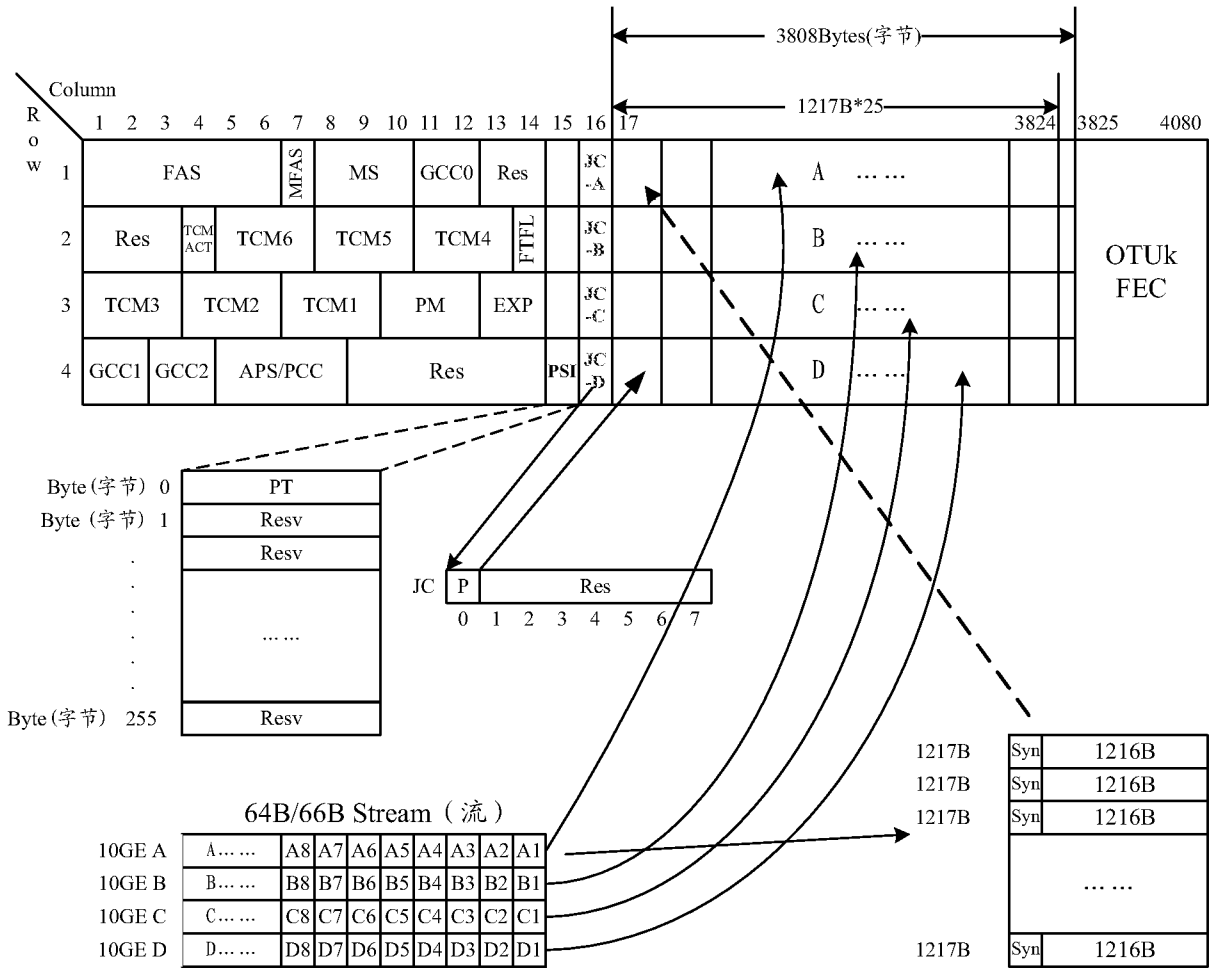 3808Bytes(字节)
Column
Row
1217B*25
1 2 3 4 5 6 7 8 9 10 11 12 13 14 15 16 17 3824 3825 4080
1 FAS MFAS MS GCC0 Res JC-A A … …
2 Res TCM ACT TCM6 TCM5 TCM4 FTFL JC-B B … …
3 TCM3 TCM2 TCM1 PM EXP JC-C C … …
4 GCC1 GCC2 APS/PCC Res PSI JC-D D … …
OTUk
FEC
Byte(字节) 0 PT
Byte (字节) 1 Resv
Resv
… …
Byte(字节) 255 Resv
JC P Res
0 1 2 3 4 5 6 7
64B/66B Stream (流)
10GE A A… … A8 A7 A6 A5 A4 A3 A2 A1
10GE B B… … B8 B7 B6 B5 B4 B3 B2 B1
10GE C C… … C8 C7 C6 C5 C4 C3 C2 C1
10GE D D… … D8 D7 D6 D5 D4 D3 D2 D1
1217B Syn 1216B
1217B Syn 1216B
1217B Syn 1216B
… …
1217B Syn 1216B